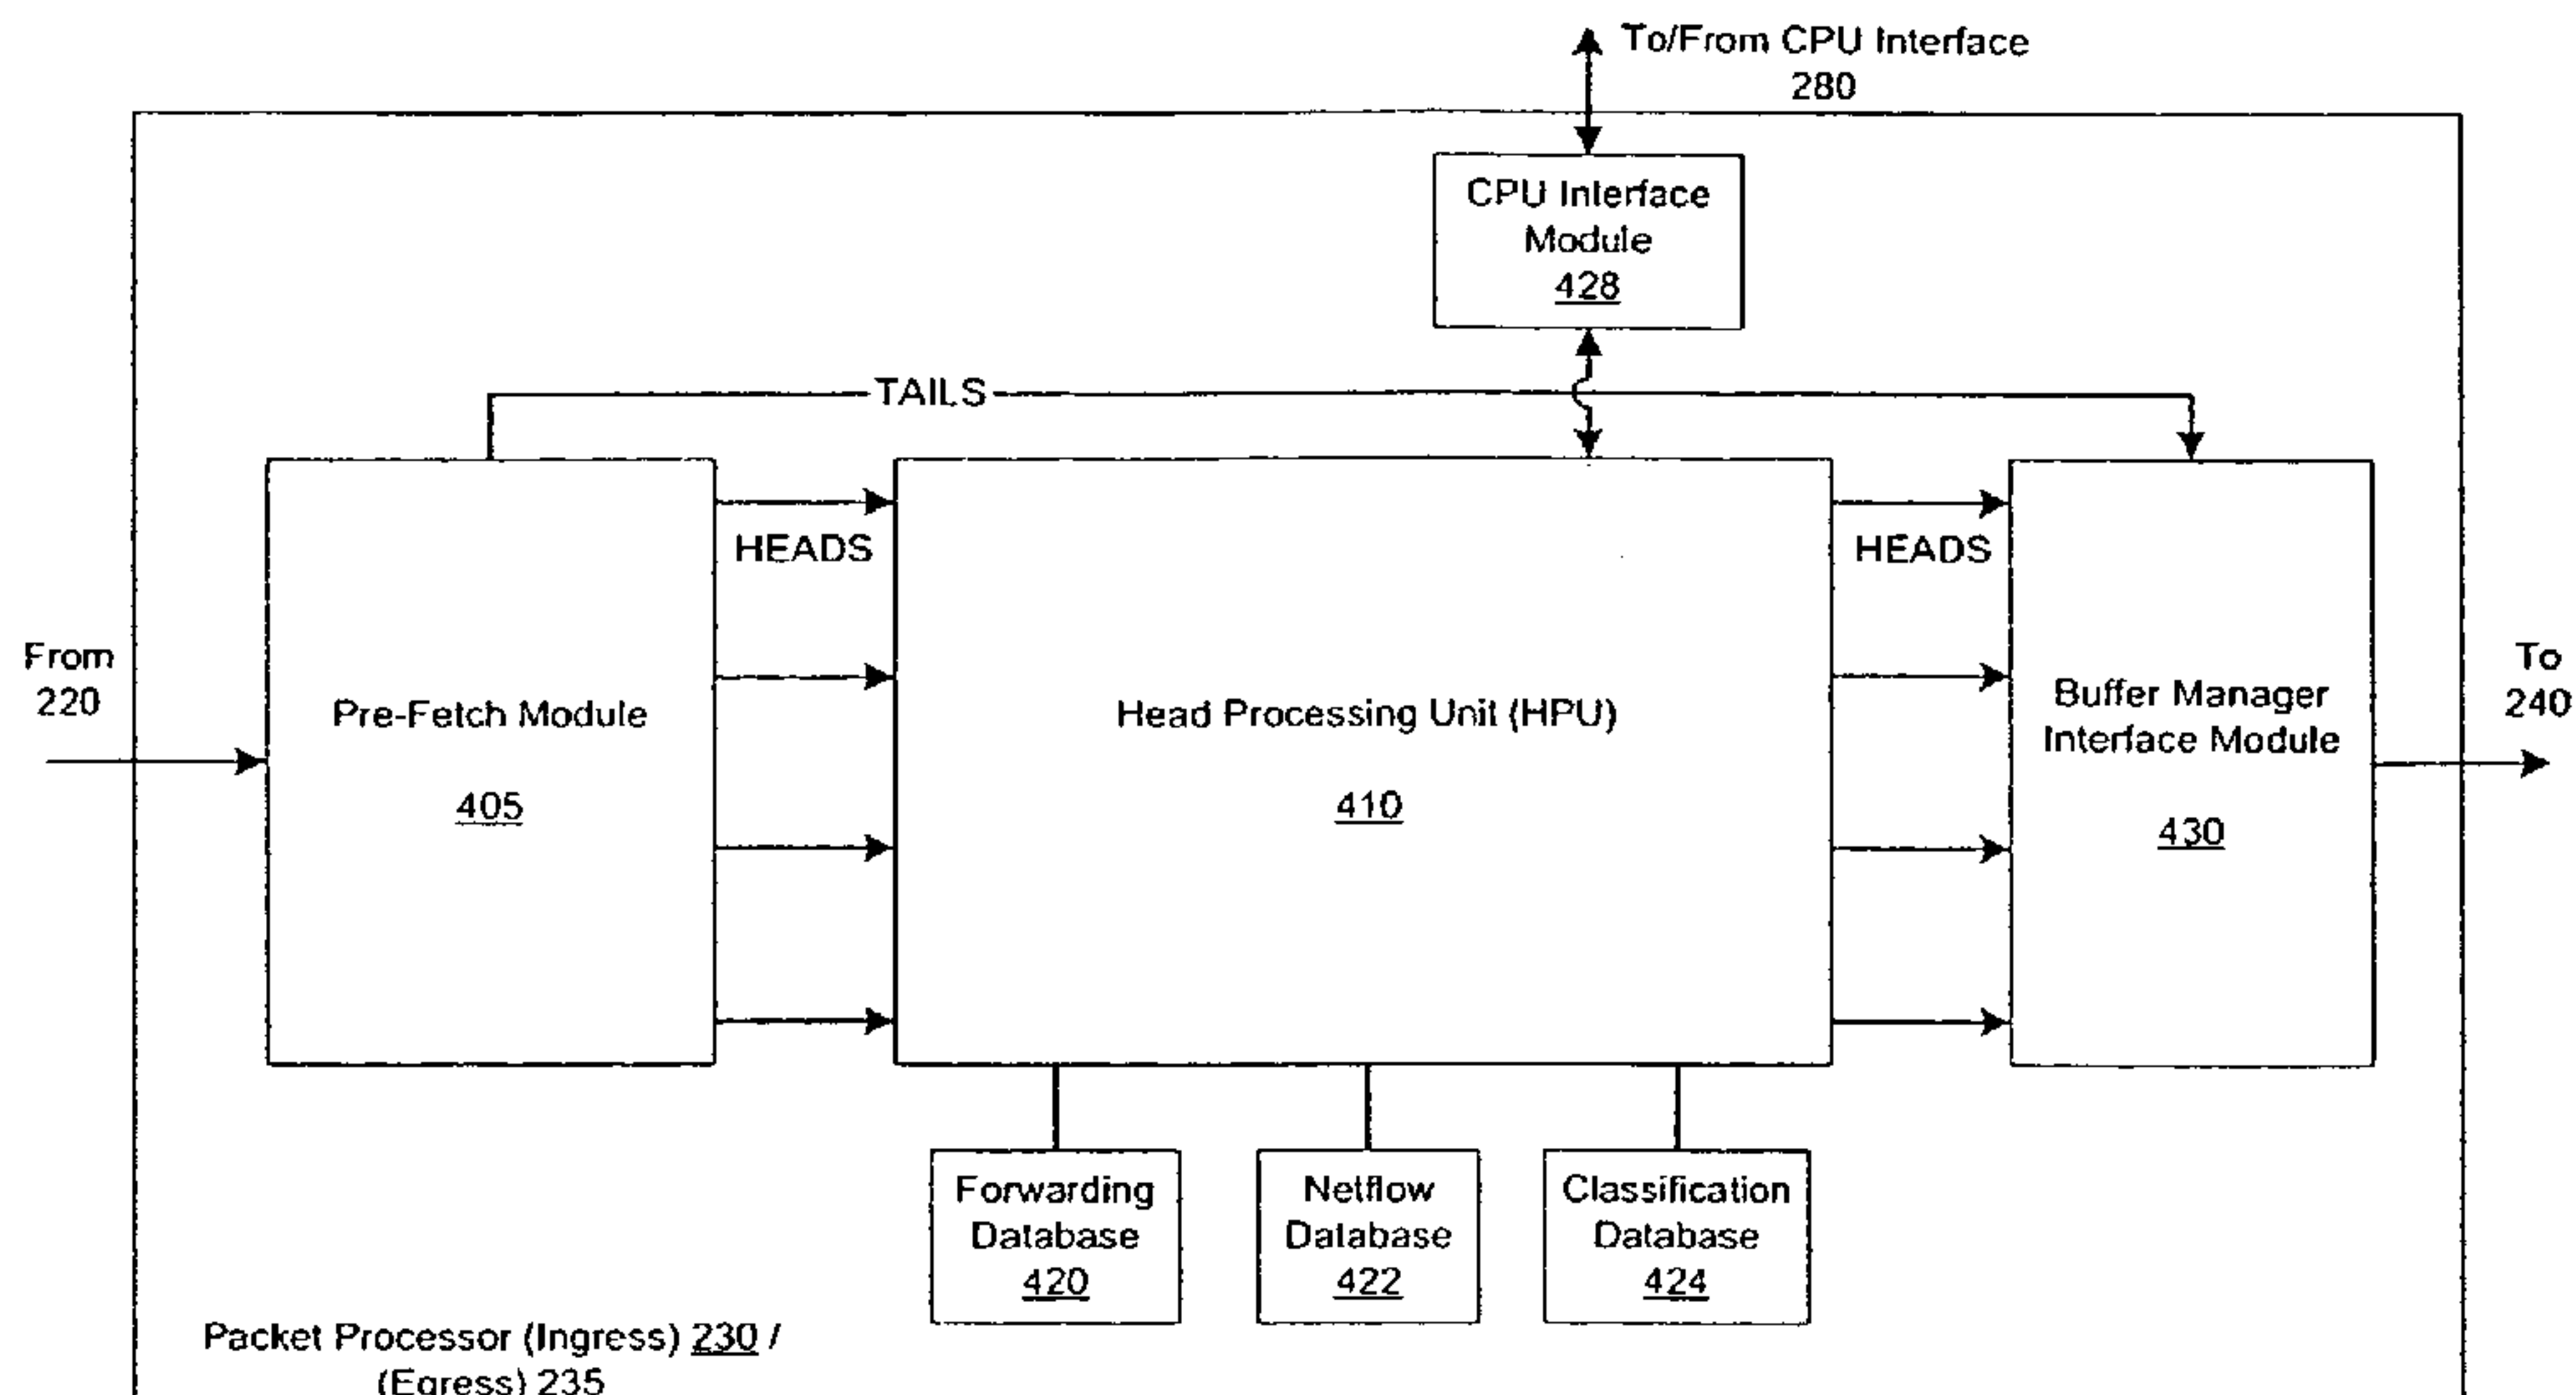 To/From CPU Interface
280
CPU Interface
Module
428
TAILS
HEADS
HEADS
From
220
Pre-Fetch Module
405
Head Processing Unit (HPU)
410
Buffer Manager
Interface Module
430
To
240
Forwarding
Database
420
Netflow
Database
422
Classification
Database
424
Packet Processor (Ingress) 230 /
(Egress) 235